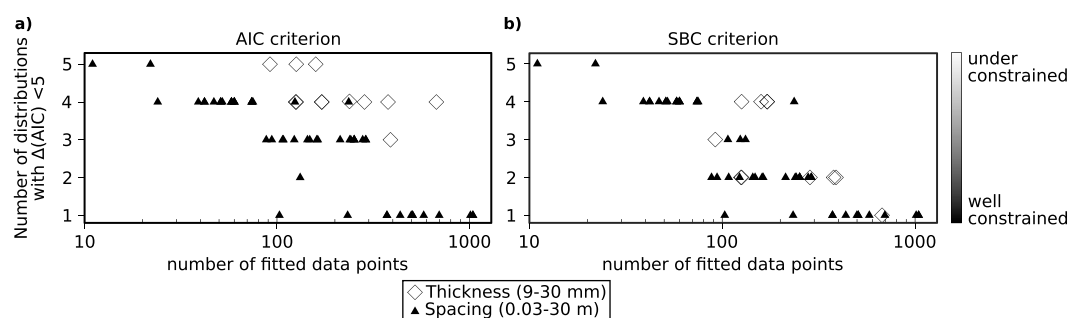 a)
AIC criterion
Number of distributions
with Δ(AIC) <5
5
4
3
2
1
10
100
1000
number of fitted data points
b)
SBC criterion
5
4
3
2
1
10
100
1000
number of fitted data points
under
constrained
well
constrained
Thickness (9-30 mm)
Spacing (0.03-30 m)